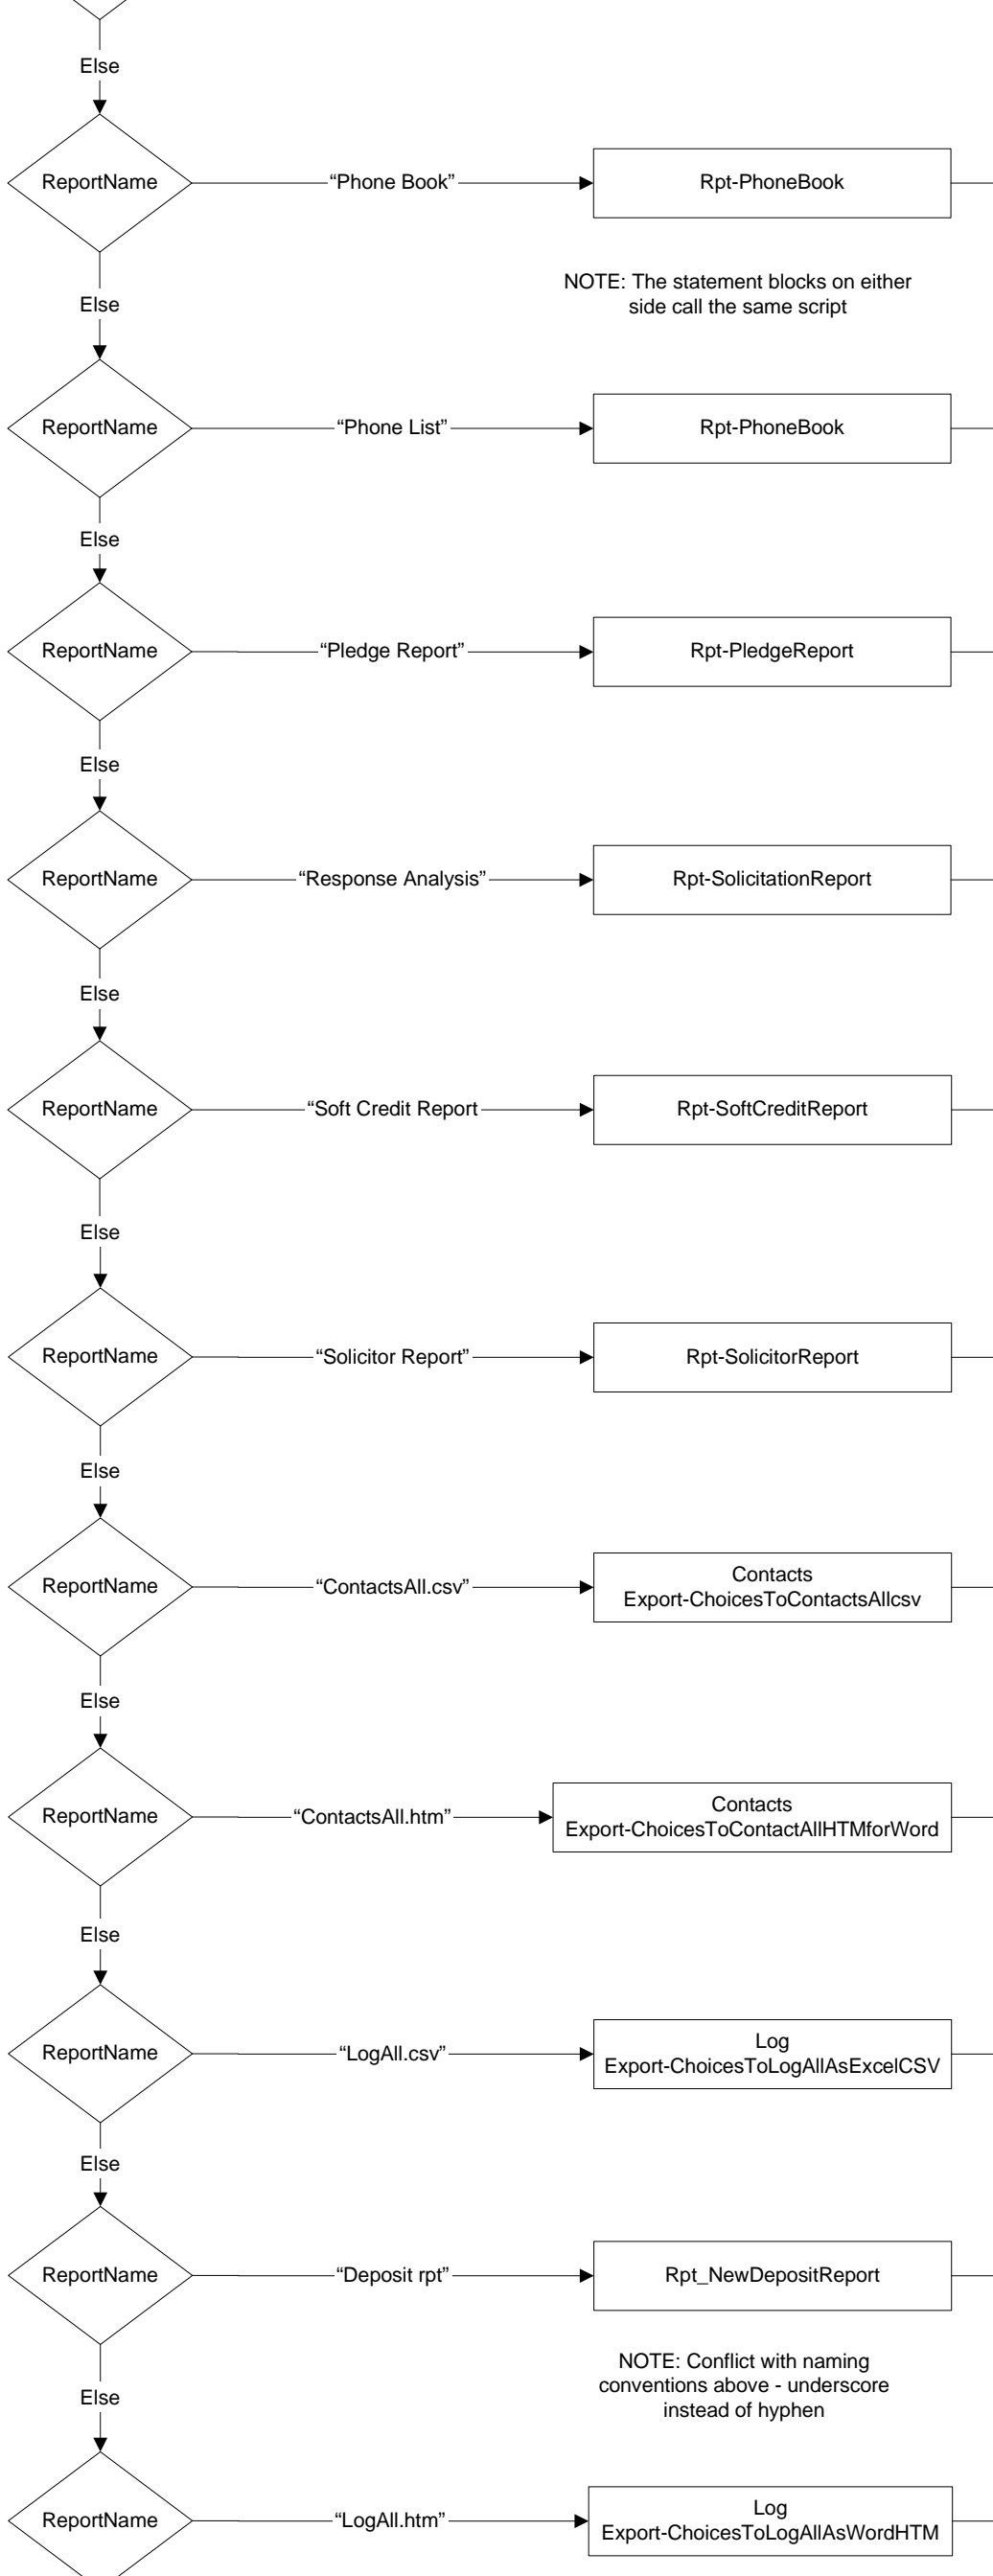 Else
ReportName
“Phone Book”
Rpt-PhoneBook
NOTE: The statement blocks on either
side call the same script
Else
ReportName
“Phone List”
Rpt-PhoneBook
Else
ReportName
“Pledge Report”
Rpt-PledgeReport
Else
ReportName
“Response Analysis”
Rpt-SolicitationReport
Else
ReportName
“Soft Credit Report
Rpt-SoftCreditReport
Else
ReportName
“Solicitor Report”
Rpt-SolicitorReport
Else
ReportName
“ContactsAll.csv”
Contacts
Export-ChoicesToContactsAllcsv
Else
ReportName
“ContactsAll.htm”
Contacts
Export-ChoicesToContactAllHTMforWord
Else
ReportName
“LogAll.csv”
Log
Export-ChoicesToLogAllAsExcelCSV
Else
ReportName
“Deposit rpt”
Rpt_NewDepositReport
NOTE: Conflict with naming
conventions above - underscore
instead of hyphen
Else
ReportName
“LogAll.htm”
Log
Export-ChoicesToLogAllAsWordHTM